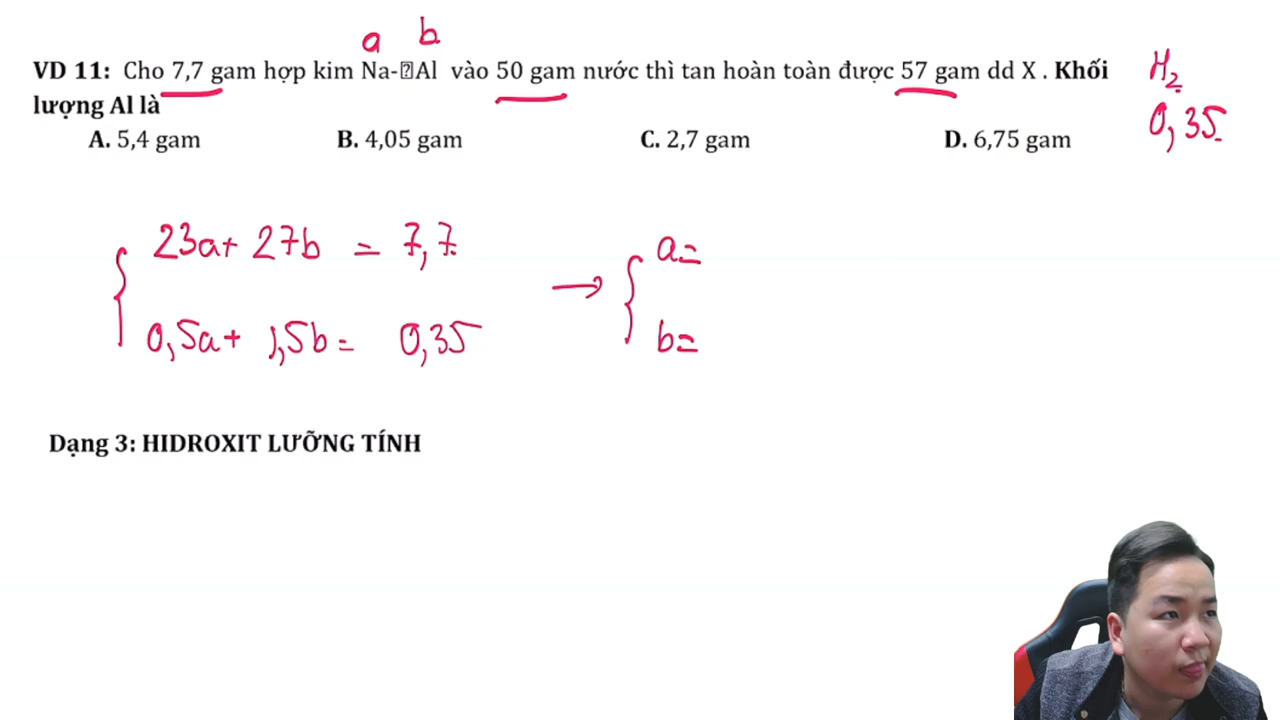 a b
VD 11: Cho 7,7 gam hợp kim Na-Al vào 50 gam nước thì tan hoàn toàn được 57 gam dd X . Khối
lượng Al là
H₂
0,35
A. 5,4 gam B. 4,05 gam C. 2,7 gam D. 6,75 gam
23a+ 27b = 7,7
0,5a+ 1,5b = 0,35
→ { a=
b=
Dạng 3: HIDROXIT LƯỠNG TÍNH